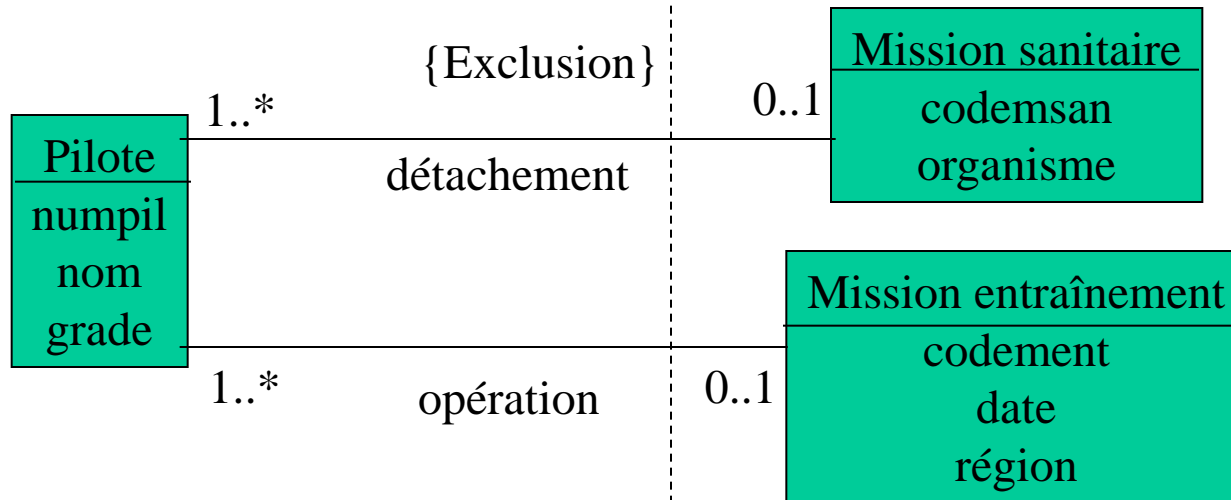 {Exclusion}
Mission sanitaire
codemsan
organisme
1..*
0..1
détachement
Pilote
numpil
nom
grade
Mission entraînement
codement
date
région
1..*
0..1
opération